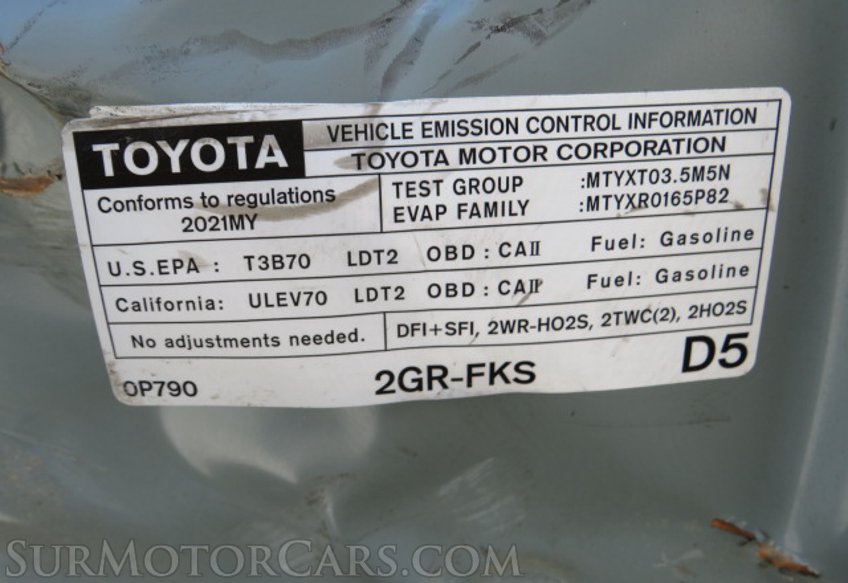 TOYOTA
VEHICLE EMISSION CONTROL INFORMATION
TOYOTA MOTOR CORPORATION
Conforms to regulations
2021MY
TEST GROUP :MTYXT03.5M5N
EVAP FAMILY :MTYXR0165P82
U.S.EPA : T3B70 LDT2 OBD : CAII Fuel: Gasoline
California: ULEV70 LDT2 OBD : CAII Fuel: Gasoline
No adjustments needed.
DFI+SFI, 2WR-HO2S, 2TWC(2), 2HO2S
0P790 2GR-FKS D5
SURMOTORCARS.COM